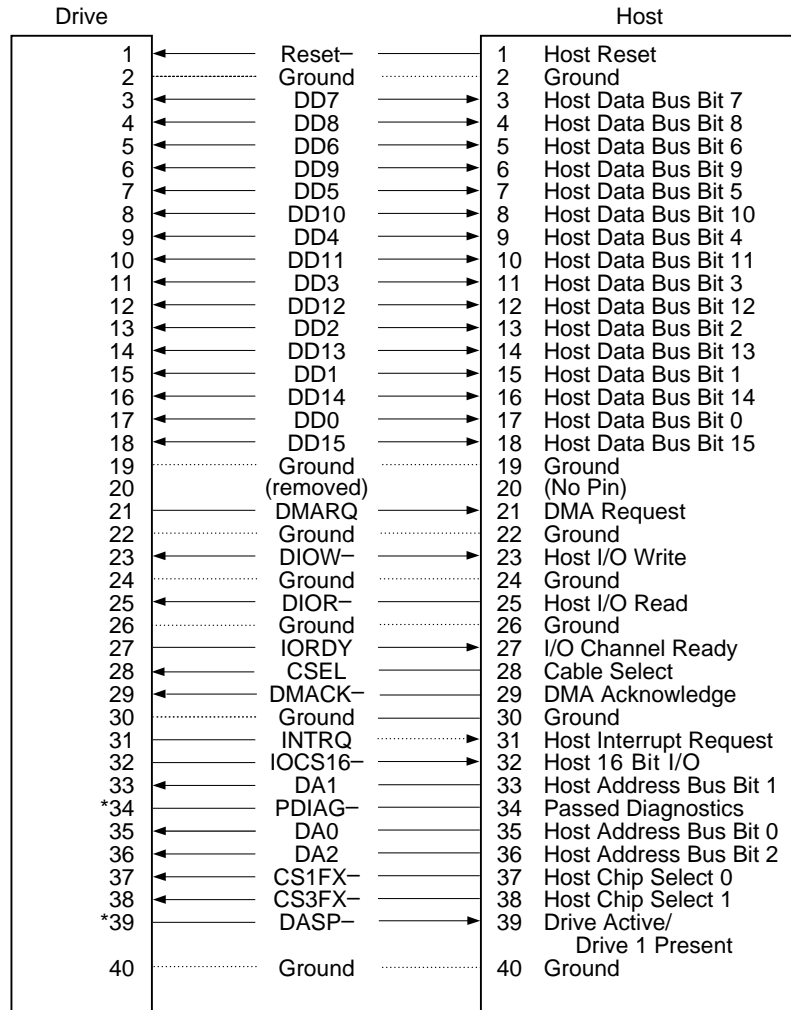 Drive Host
1 Reset– 1 Host Reset
2 Ground 2 Ground
3 DD7 3 Host Data Bus Bit 7
4 DD8 4 Host Data Bus Bit 8
5 DD6 5 Host Data Bus Bit 6
6 DD9 6 Host Data Bus Bit 9
7 DD5 7 Host Data Bus Bit 5
8 DD10 8 Host Data Bus Bit 10
9 DD4 9 Host Data Bus Bit 4
10 DD11 10 Host Data Bus Bit 11
11 DD3 11 Host Data Bus Bit 3
12 DD12 12 Host Data Bus Bit 12
13 DD2 13 Host Data Bus Bit 2
14 DD13 14 Host Data Bus Bit 13
15 DD1 15 Host Data Bus Bit 1
16 DD14 16 Host Data Bus Bit 14
17 DD0 17 Host Data Bus Bit 0
18 DD15 18 Host Data Bus Bit 15
19 Ground 19 Ground
20 (removed) 20 (No Pin)
21 DMARQ 21 DMA Request
22 Ground 22 Ground
23 DIOW– 23 Host I/O Write
24 Ground 24 Ground
25 DIOR– 25 Host I/O Read
26 Ground 26 Ground
27 IORDY 27 I/O Channel Ready
28 CSEL 28 Cable Select
29 DMACK– 29 DMA Acknowledge
30 Ground 30 Ground
31 INTRQ 31 Host Interrupt Request
32 IOCS16– 32 Host 16 Bit I/O
33 DA1 33 Host Address Bus Bit 1
*34 PDIAG– 34 Passed Diagnostics
35 DA0 35 Host Address Bus Bit 0
36 DA2 36 Host Address Bus Bit 2
37 CS1FX– 37 Host Chip Select 0
38 CS3FX– 38 Host Chip Select 1
*39 DASP– 39 Drive Active/
Drive 1 Present
40 Ground 40 Ground